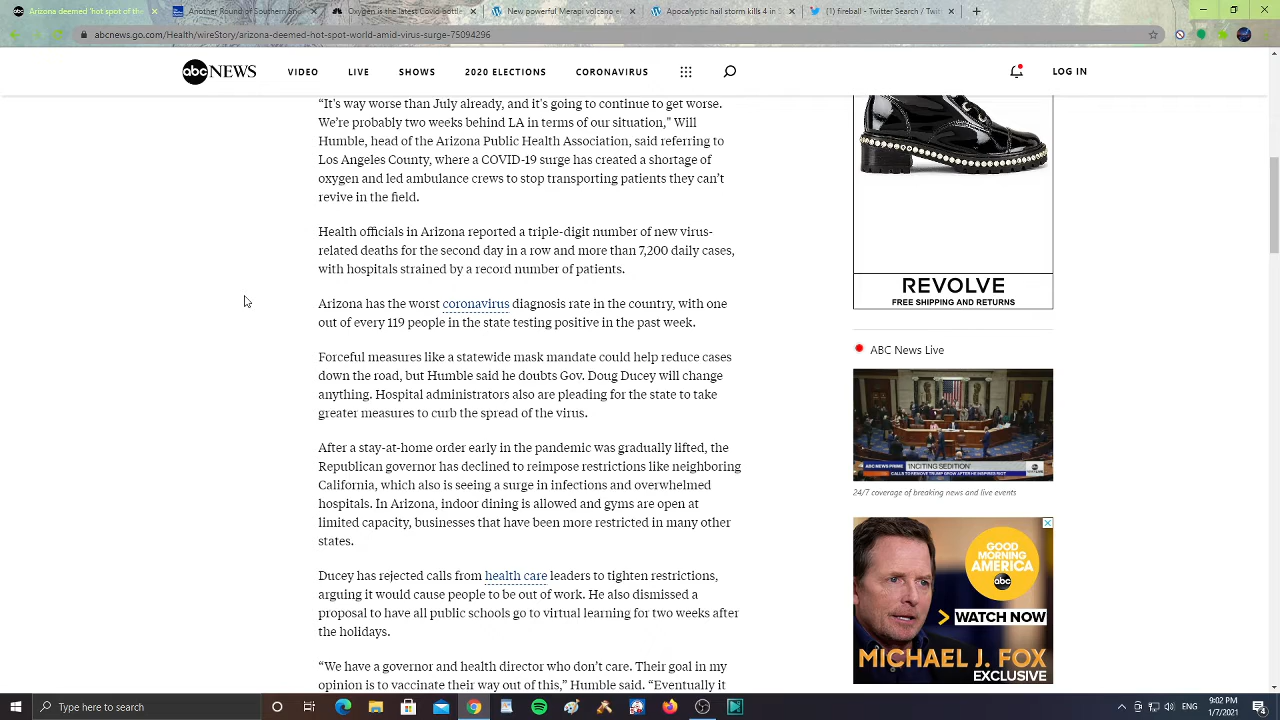 Arizona deemed 'hot spot of the
Another Round of Southern Sno
Oxygen is the latest Covid-bottle
New powerful Merapi volcano e
Apocalyptic hail storm kills 4 in S
(1) fireball - Twitter Search / Twit
abcnews.go.com/Health/wireStory/arizona-deemed-hot-spot-world-amid-virus-surge-75094296
abc NEWS VIDEO LIVE SHOWS 2020 ELECTIONS CORONAVIRUS LOG IN
“It's way worse than July already, and it's going to continue to get worse.
We’re probably two weeks behind LA in terms of our situation," Will
Humble, head of the Arizona Public Health Association, said referring to
Los Angeles County, where a COVID-19 surge has created a shortage of
oxygen and led ambulance crews to stop transporting patients they can’t
revive in the field.
Health officials in Arizona reported a triple-digit number of new virus-
related deaths for the second day in a row and more than 7,200 daily cases,
with hospitals strained by a record number of patients.
Arizona has the worst coronavirus diagnosis rate in the country, with one
out of every 119 people in the state testing positive in the past week.
Forceful measures like a statewide mask mandate could help reduce cases
down the road, but Humble said he doubts Gov. Doug Ducey will change
anything. Hospital administrators also are pleading for the state to take
greater measures to curb the spread of the virus.
After a stay-at-home order early in the pandemic was gradually lifted, the
Republican governor has declined to reimpose restrictions like neighboring
California, which also is seeing a surge in infections and overwhelmed
hospitals. In Arizona, indoor dining is allowed and gyms are open at
limited capacity, businesses that have been more restricted in many other
states.
Ducey has rejected calls from health care leaders to tighten restrictions,
arguing it would cause people to be out of work. He also dismissed a
proposal to have all public schools go to virtual learning for two weeks after
the holidays.
“We have a governor and health director who don’t care. Their goal in my
opinion is to vaccinate their way out of this,” Humble said. “Eventually it
REVOLVE
FREE SHIPPING AND RETURNS
ABC News Live
ABC NEWS PRIME 'INCITING SEDITION'
CALLS TO REMOVE TRUMP GROW AFTER HE INSPIRES RIOT
24/7 coverage of breaking news and live events
GOOD
MORNING
AMERICA
abc
WATCH NOW
MICHAEL J. FOX
EXCLUSIVE
Type here to search
9:02 PM
1/7/2021